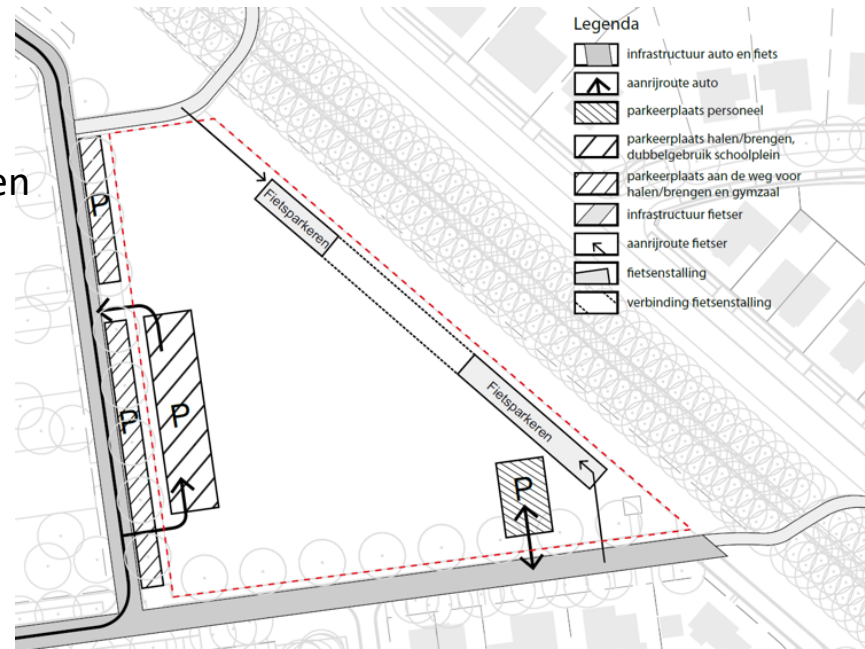 en
Legenda
infrastructuur auto en fiets
aanrijroute auto
parkeerplaats personeel
parkeerplaats halen/brengen,
dubbelgebruik schoolplein
parkeerplaats aan de weg voor
halen/brengen en gymzaal
infrastructuur fietser
aanrijroute fietser
fietsenstalling
verbinding fietsenstalling
P
Fietsparkeren
P
P
Fietsparkeren
P